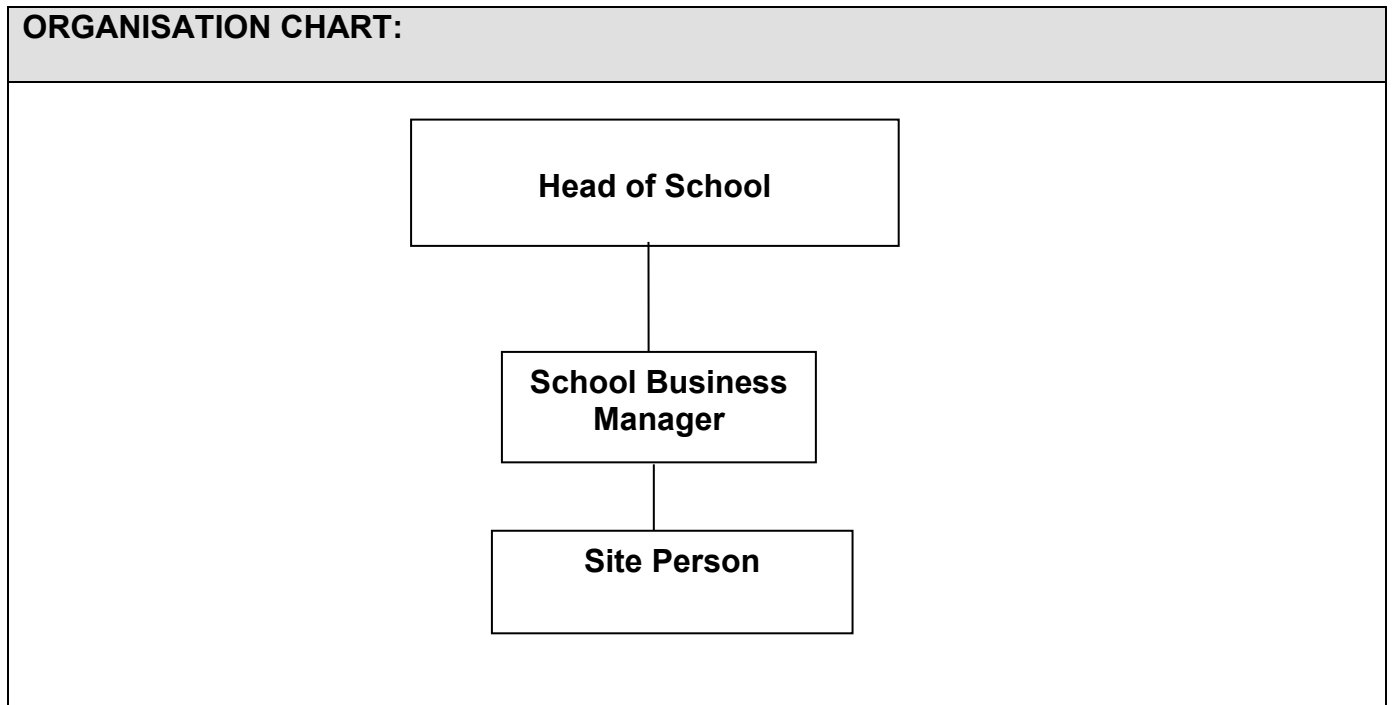 ORGANISATION CHART:
Head of School
School Business
Manager
Site Person